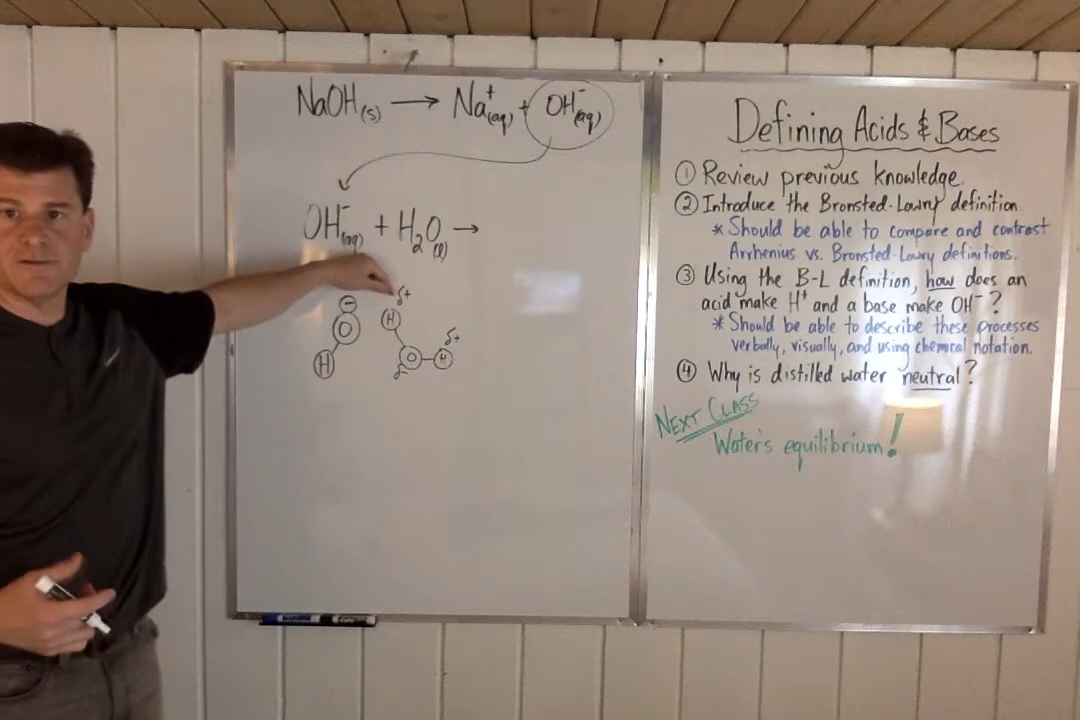 NaOH(s) → Na⁺(aq) + OH⁻(aq)
OH⁻(aq) + H₂O(l) →
−
O
H
δ+
H
δ+
O–H
δ-
Defining Acids & Bases
① Review previous knowledge.
② Introduce the Bronsted-Lowry definition
* Should be able to compare and contrast
Arrhenius vs. Bronsted-Lowry definitions.
③ Using the B-L definition, how does an
acid make H⁺ and a base make OH⁻?
* Should be able to describe these processes
verbally, visually, and using chemical notation.
④ Why is distilled water neutral?
NEXT CLASS
Water's equilibrium!